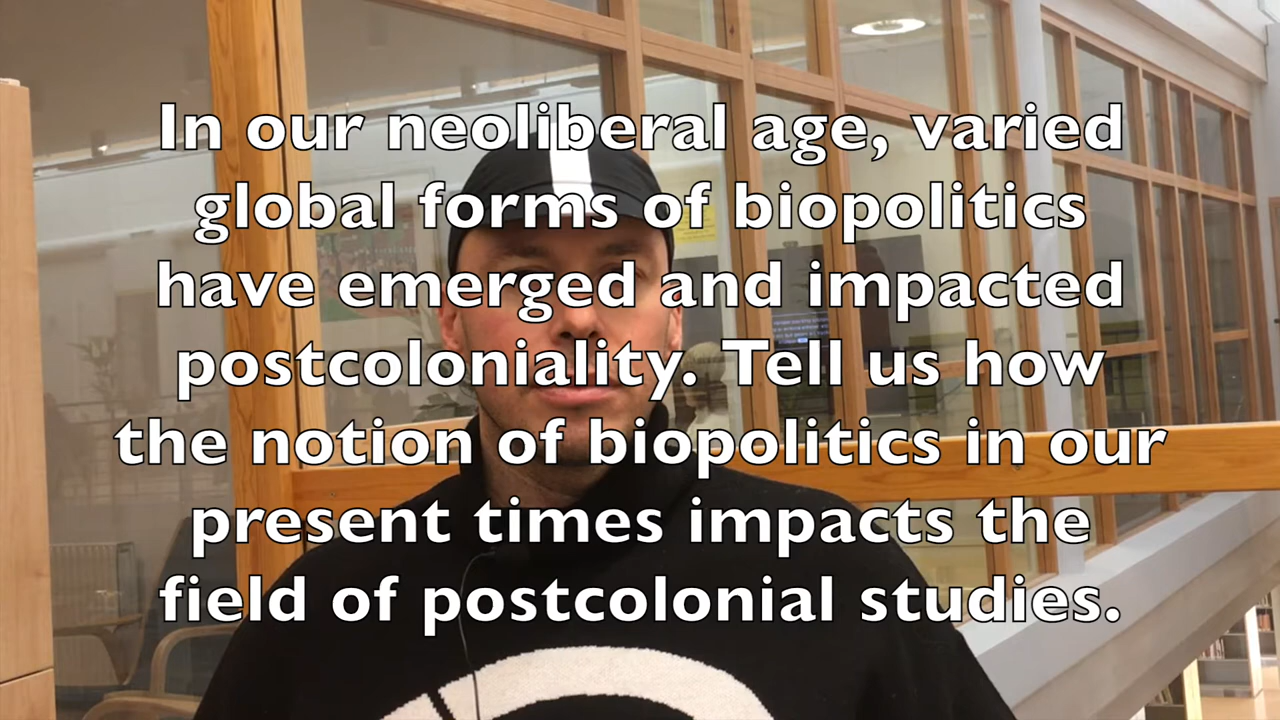 In our neoliberal age, varied
global forms of biopolitics
have emerged and impacted
postcoloniality. Tell us how
the notion of biopolitics in our
present times impacts the
field of postcolonial studies.